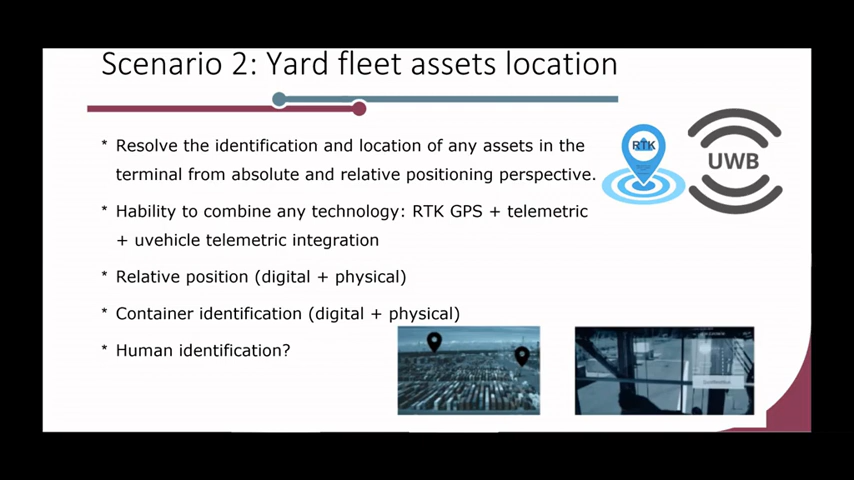 Scenario 2: Yard fleet assets location
* Resolve the identification and location of any assets in the
terminal from absolute and relative positioning perspective.
* Hability to combine any technology: RTK GPS + telemetric
+ uvehicle telemetric integration
* Relative position (digital + physical)
* Container identification (digital + physical)
* Human identification?
RTK
UWB